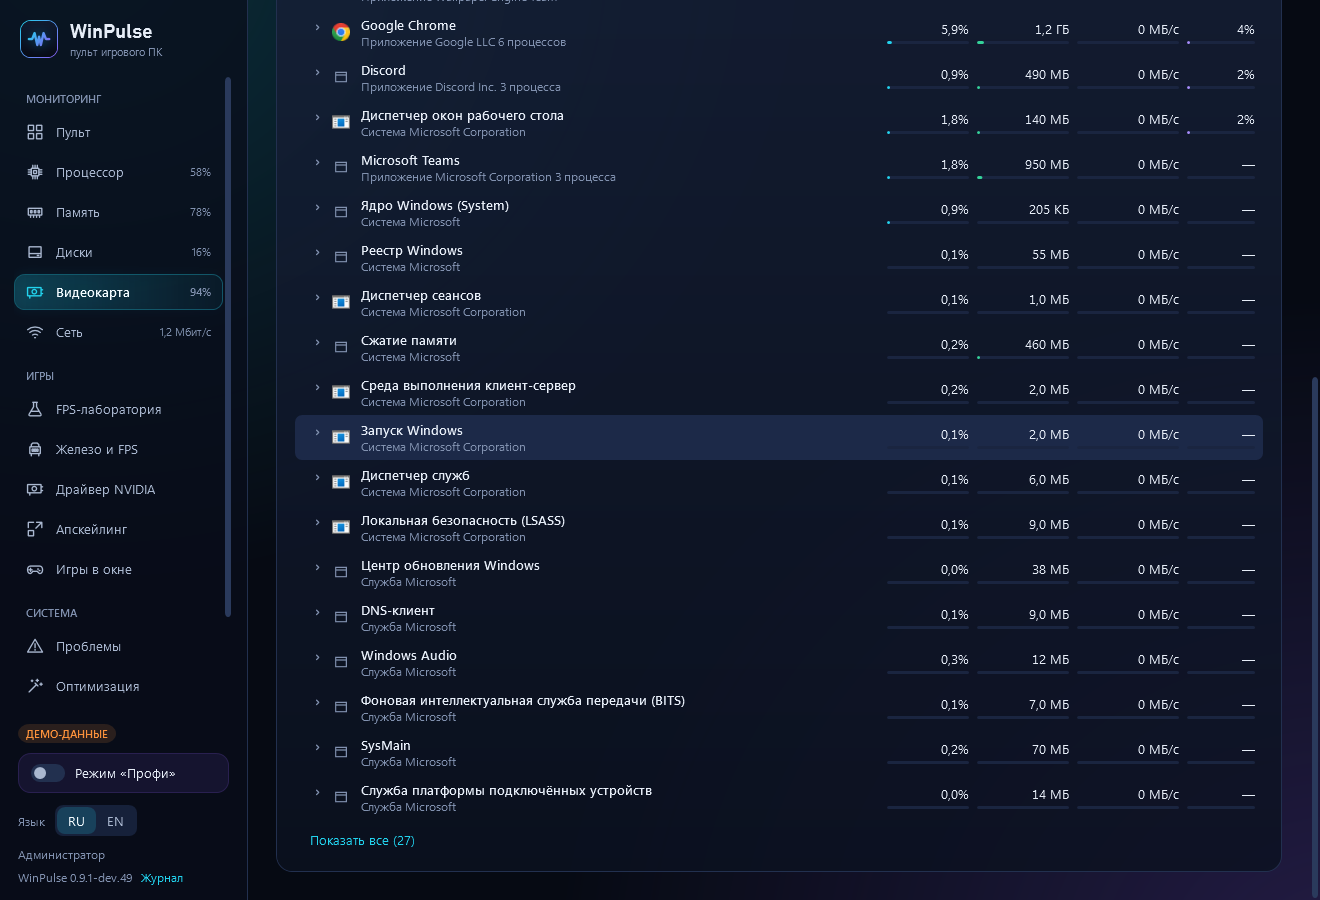 WinPulse
пульт игрового ПК
МОНИТОРИНГ
Пульт
Процессор 58%
Память 78%
Диски 16%
Видеокарта 94%
Сеть 1,2 Мбит/с
ИГРЫ
FPS-лаборатория
Железо и FPS
Драйвер NVIDIA
Апскейлинг
Игры в окне
СИСТЕМА
Проблемы
Оптимизация
ДЕМО-ДАННЫЕ
Режим «Профи»
Язык RU EN
Администратор
WinPulse 0.9.1-dev.49 Журнал
Google Chrome 5,9% 1,2 ГБ 0 МБ/с 4%
Приложение Google LLC 6 процессов
Discord 0,9% 490 МБ 0 МБ/с 2%
Приложение Discord Inc. 3 процесса
Диспетчер окон рабочего стола 1,8% 140 МБ 0 МБ/с 2%
Система Microsoft Corporation
Microsoft Teams 1,8% 950 МБ 0 МБ/с —
Приложение Microsoft Corporation 3 процесса
Ядро Windows (System) 0,9% 205 КБ 0 МБ/с —
Система Microsoft
Реестр Windows 0,1% 55 МБ 0 МБ/с —
Система Microsoft
Диспетчер сеансов 0,1% 1,0 МБ 0 МБ/с —
Система Microsoft Corporation
Сжатие памяти 0,2% 460 МБ 0 МБ/с —
Система Microsoft
Среда выполнения клиент-сервер 0,2% 2,0 МБ 0 МБ/с —
Система Microsoft Corporation
Запуск Windows 0,1% 2,0 МБ 0 МБ/с —
Система Microsoft Corporation
Диспетчер служб 0,1% 6,0 МБ 0 МБ/с —
Система Microsoft Corporation
Локальная безопасность (LSASS) 0,1% 9,0 МБ 0 МБ/с —
Система Microsoft Corporation
Центр обновления Windows 0,0% 38 МБ 0 МБ/с —
Служба Microsoft
DNS-клиент 0,1% 9,0 МБ 0 МБ/с —
Служба Microsoft
Windows Audio 0,3% 12 МБ 0 МБ/с —
Служба Microsoft
Фоновая интеллектуальная служба передачи (BITS) 0,1% 7,0 МБ 0 МБ/с —
Служба Microsoft
SysMain 0,2% 70 МБ 0 МБ/с —
Служба Microsoft
Служба платформы подключённых устройств 0,0% 14 МБ 0 МБ/с —
Служба Microsoft
Показать все (27)